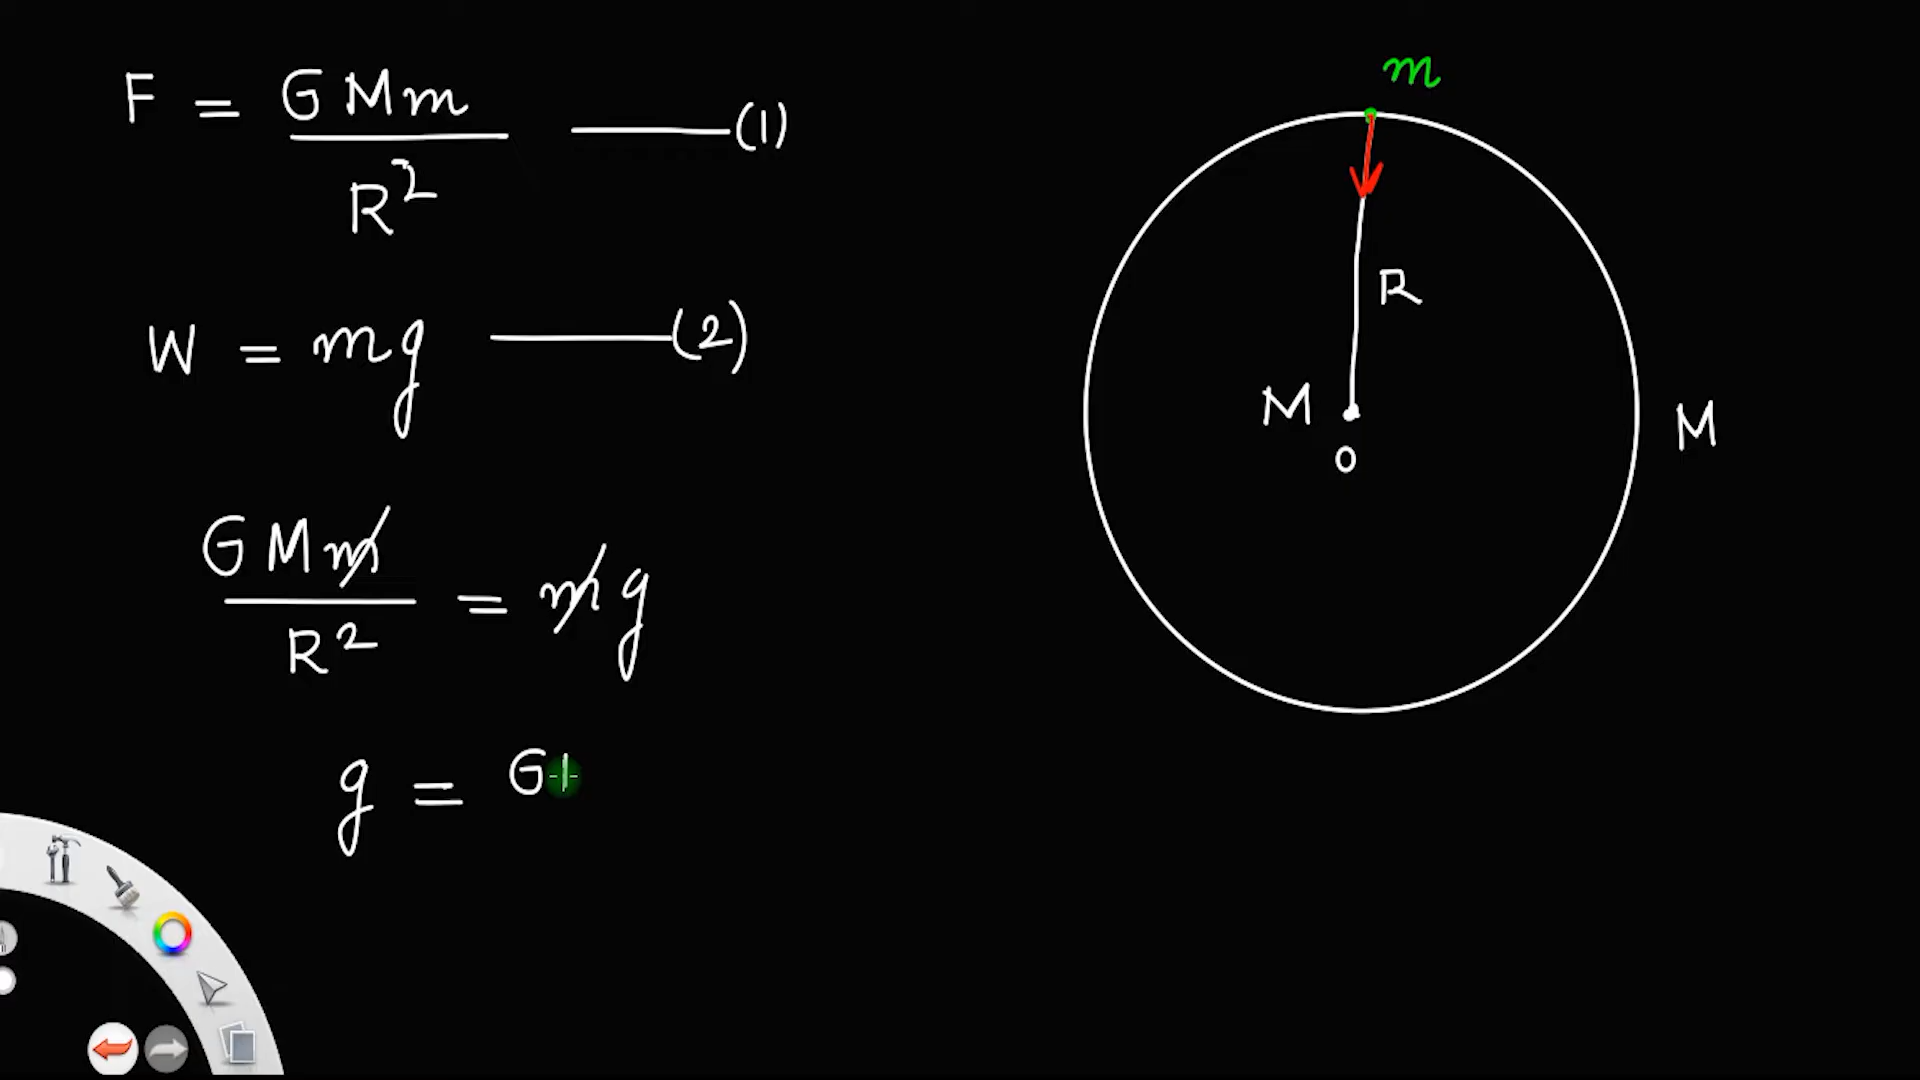 F = GMm / R² —— (1)
W = mg —— (2)
GMm / R² = mg
g = G
m
R
M
O
M